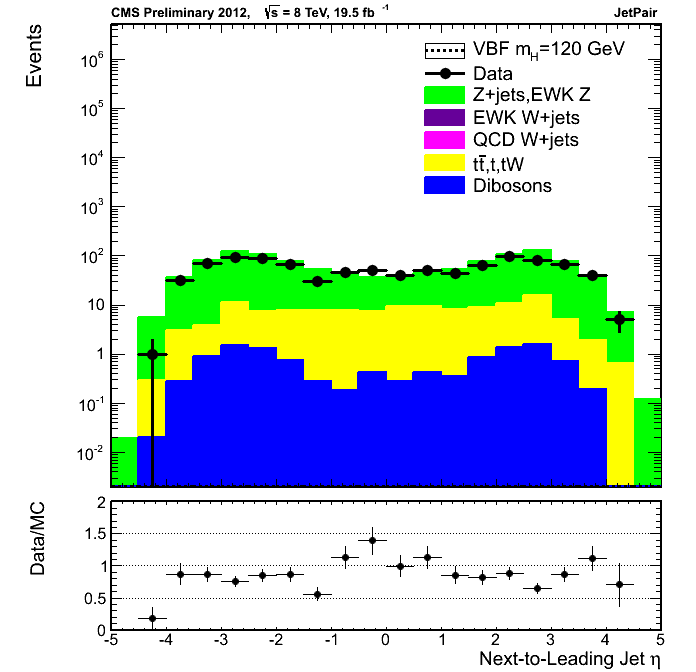 CMS Preliminary 2012, √s = 8 TeV, 19.5 fb⁻¹ JetPair
Events
10⁶
10⁵
10⁴
10³
10²
10
1
10⁻¹
10⁻²
VBF m_H=120 GeV
Data
Z+jets,EWK Z
EWK W+jets
QCD W+jets
tt̅,t,tW
Dibosons
Data/MC
2
1.5
1
0.5
0
-5 -4 -3 -2 -1 0 1 2 3 4 5
Next-to-Leading Jet η